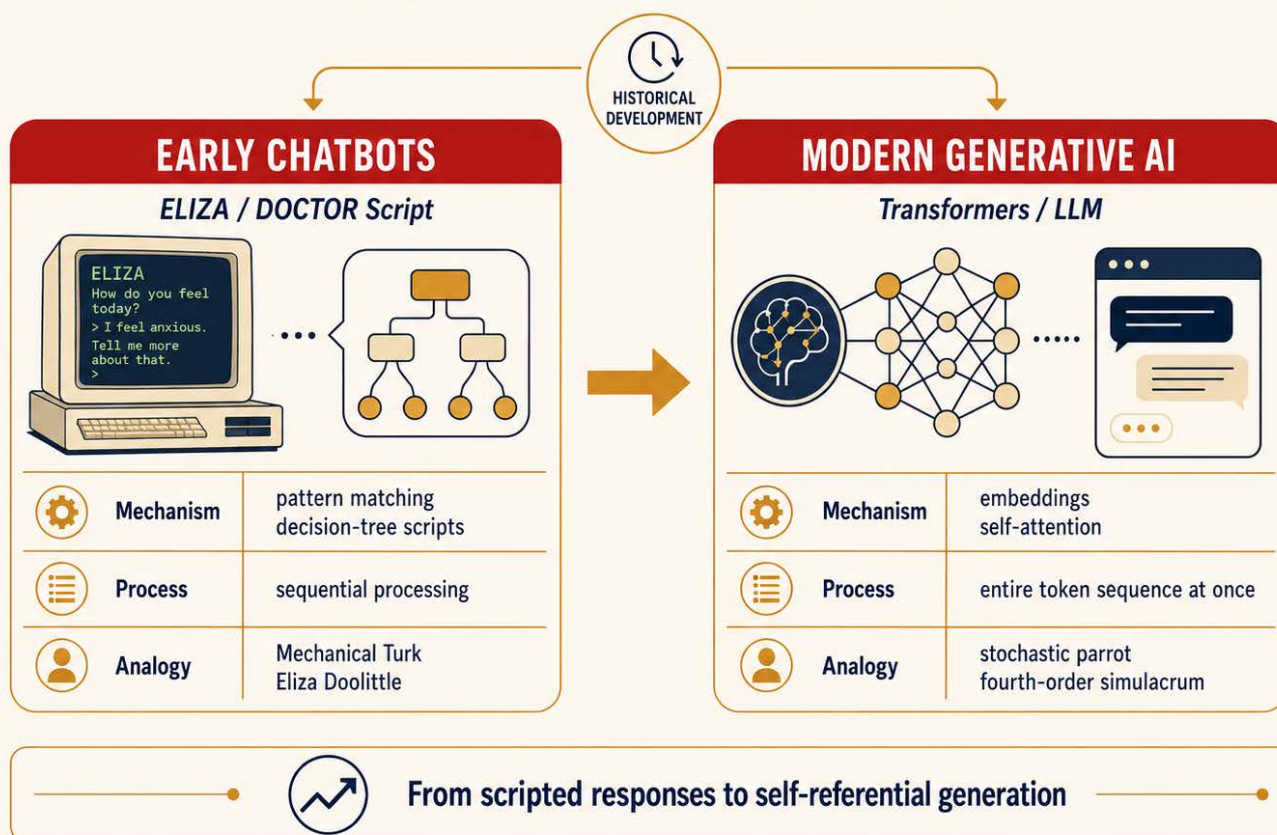 HISTORICAL
DEVELOPMENT
EARLY CHATBOTS
ELIZA / DOCTOR Script
ELIZA
How do you feel
today?
> I feel anxious.
Tell me more
about that.
>
Mechanism
pattern matching
decision-tree scripts
Process
sequential processing
Analogy
Mechanical Turk
Eliza Doolittle
MODERN GENERATIVE AI
Transformers / LLM
Mechanism
embeddings
self-attention
Process
entire token sequence at once
Analogy
stochastic parrot
fourth-order simulacrum
From scripted responses to self-referential generation